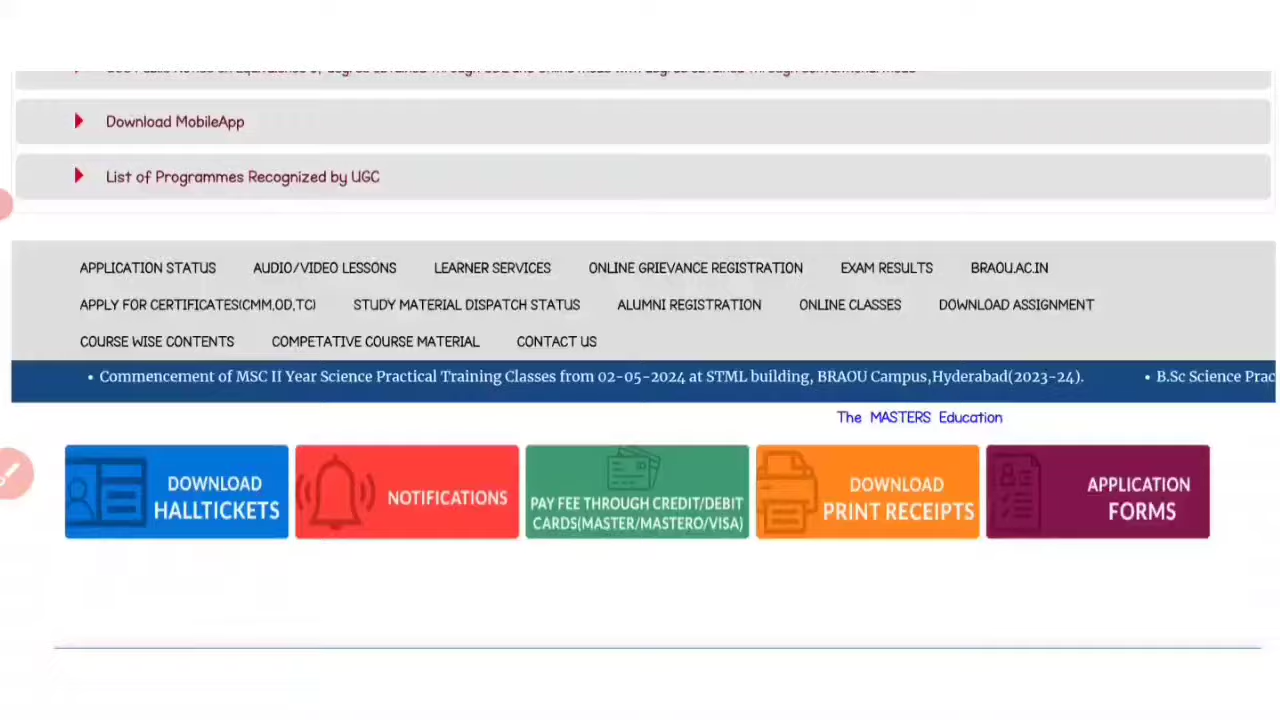 Download MobileApp
List of Programmes Recognized by UGC
APPLICATION STATUS AUDIO/VIDEO LESSONS LEARNER SERVICES ONLINE GRIEVANCE REGISTRATION EXAM RESULTS BRAOU.AC.IN
APPLY FOR CERTIFICATES(CMM,OD,TC) STUDY MATERIAL DISPATCH STATUS ALUMNI REGISTRATION ONLINE CLASSES DOWNLOAD ASSIGNMENT
COURSE WISE CONTENTS COMPETATIVE COURSE MATERIAL CONTACT US
• Commencement of MSC II Year Science Practical Training Classes from 02-05-2024 at STML building, BRAOU Campus,Hyderabad(2023-24). • B.Sc Science Prac
The MASTERS Education
DOWNLOAD
HALLTICKETS
NOTIFICATIONS
PAY FEE THROUGH CREDIT/DEBIT
CARDS(MASTER/MASTERO/VISA)
DOWNLOAD
PRINT RECEIPTS
APPLICATION
FORMS